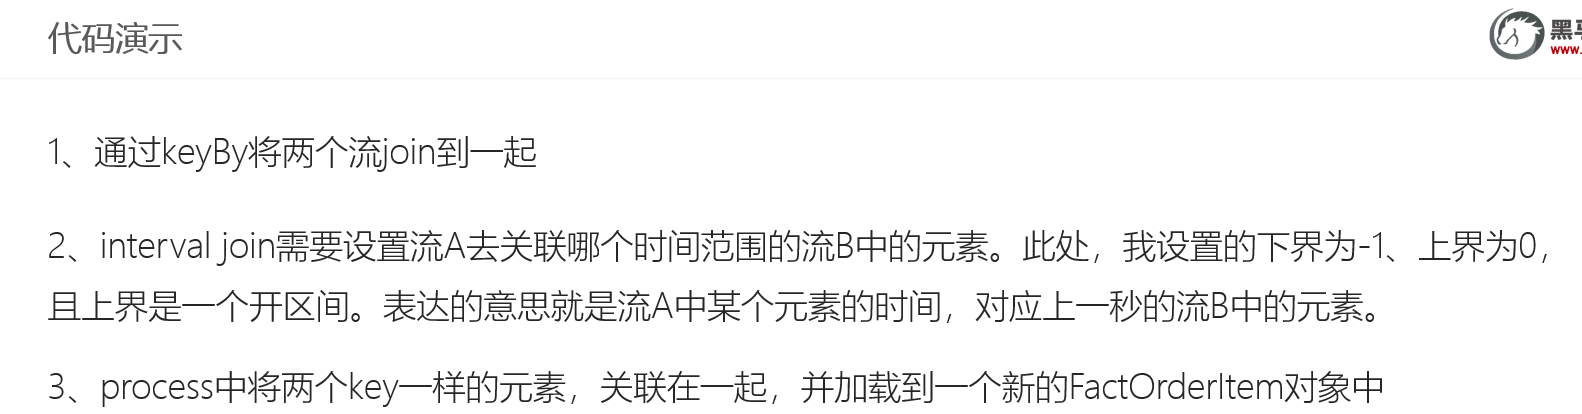 代码演示
黑
www.
1、通过keyBy将两个流join到一起
2、interval join需要设置流A去关联哪个时间范围的流B中的元素。此处，我设置的下界为-1、上界为0，
且上界是一个开区间。表达的意思就是流A中某个元素的时间，对应上一秒的流B中的元素。
3、process中将两个key一样的元素，关联在一起，并加载到一个新的FactOrderItem对象中